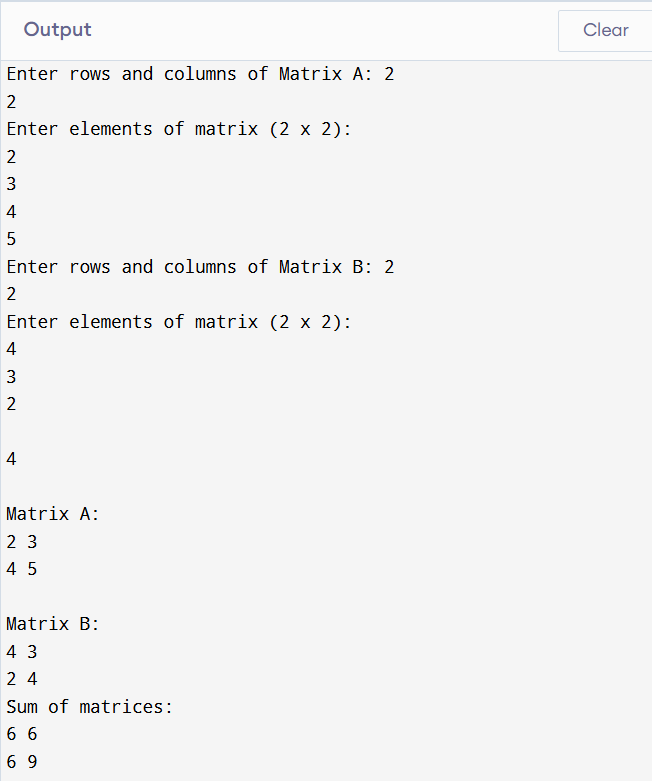 Output
Clear
Enter rows and columns of Matrix A: 2
2
Enter elements of matrix (2 x 2):
2
3
4
5
Enter rows and columns of Matrix B: 2
2
Enter elements of matrix (2 x 2):
4
3
2
4
Matrix A:
2 3
4 5
Matrix B:
4 3
2 4
Sum of matrices:
6 6
6 9